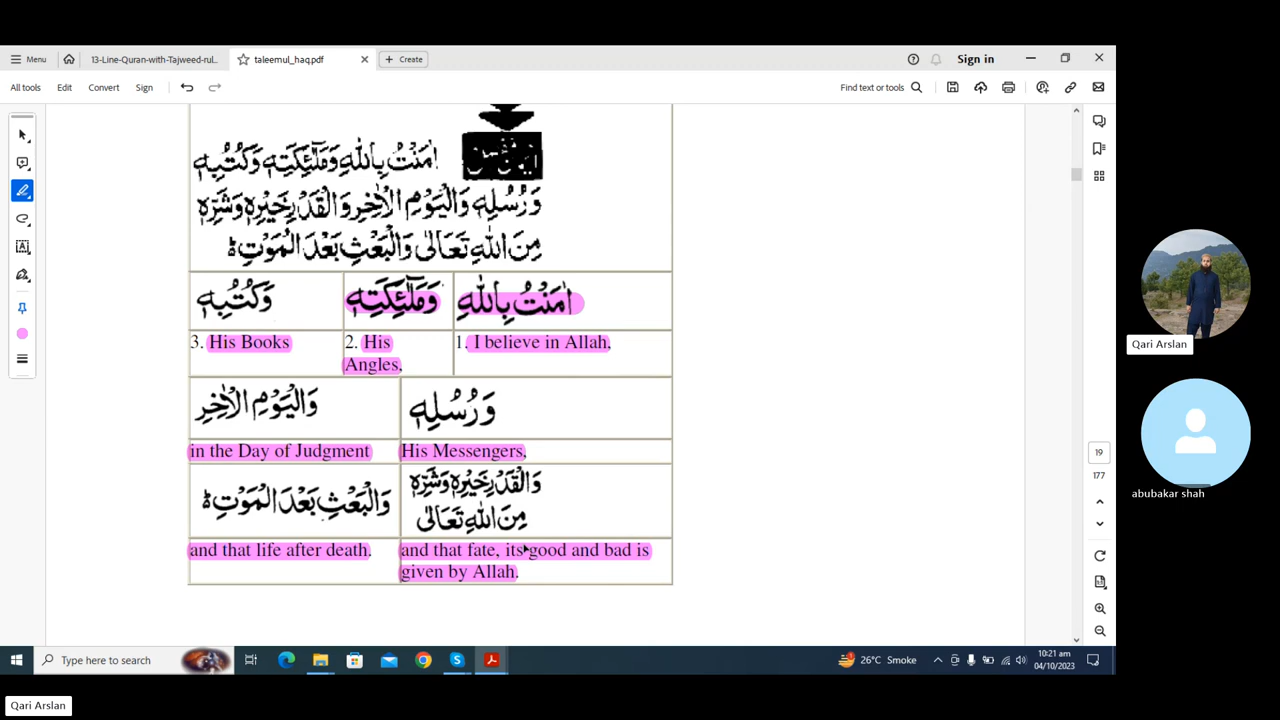 Menu
13-Line-Quran-with-Tajweed-rul...
taleemul_haq.pdf
Create
Sign in
All tools
Edit
Convert
Sign
Find text or tools
اٰمَنْتُ بِاللّٰهِ وَمَلٰٓئِكَتِهٖ وَكُتُبِهٖ
وَرُسُلِهٖ وَالْيَوْمِ الْاٰخِرِ وَالْقَدْرِ خَيْرِهٖ وَشَرِّهٖ
مِنَ اللّٰهِ تَعَالٰى وَالْبَعْثِ بَعْدَ الْمَوْتِ ؕ
اٰمَنْتُ بِاللّٰهِ
وَمَلٰٓئِكَتِهٖ
وَكُتُبِهٖ
1. I believe in Allah,
2. His
Angles,
3. His Books
وَرُسُلِهٖ
وَالْيَوْمِ الْاٰخِرِ
His Messengers,
in the Day of Judgment
وَالْقَدْرِ خَيْرِهٖ وَشَرِّهٖ
مِنَ اللّٰهِ تَعَالٰى
وَالْبَعْثِ بَعْدَ الْمَوْتِ ؕ
and that fate, its good and bad is
given by Allah.
and that life after death.
19
177
Type here to search
26°C Smoke
10:21 am
04/10/2023
Qari Arslan
abubakar shah
Qari Arslan